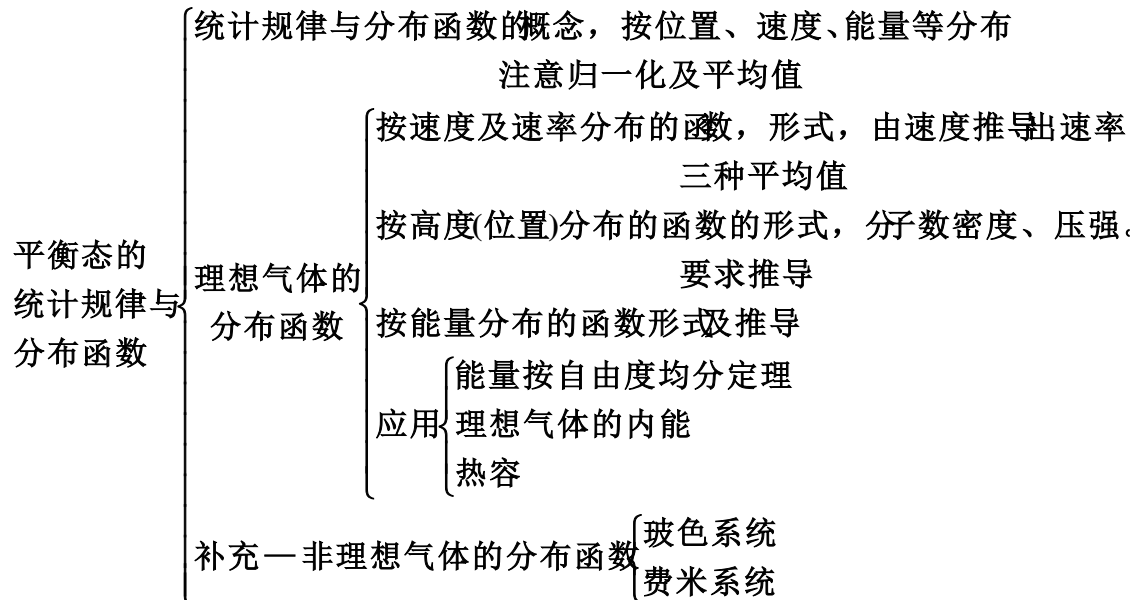 统计规律与分布函数的概念，按位置、速度、能量等分布
注意归一化及平均值
按速度及速率分布的函数，形式，由速度推导出速率
三种平均值
按高度(位置)分布的函数的形式，分子数密度、压强。
要求推导
平衡态的
统计规律与
分布函数
理想气体的
分布函数
按能量分布的函数形式及推导
应用
能量按自由度均分定理
理想气体的内能
热容
补充—非理想气体的分布函数
玻色系统
费米系统